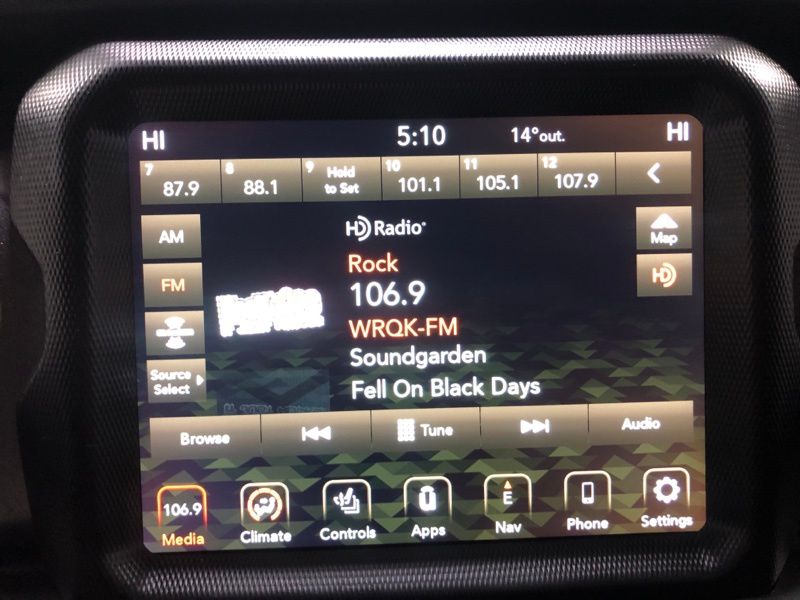 HI 5:10 14°out. HI
7 87.9
8 88.1
9 Hold to Set
10 101.1
11 105.1
12 107.9
AM
HD Radio
Map
Rock
FM
106.9
HD
WRQK-FM
Soundgarden
Source Select
Fell On Black Days
Browse
Tune
Audio
106.9
E
Media
Climate
Controls
Apps
Nav
Phone
Settings